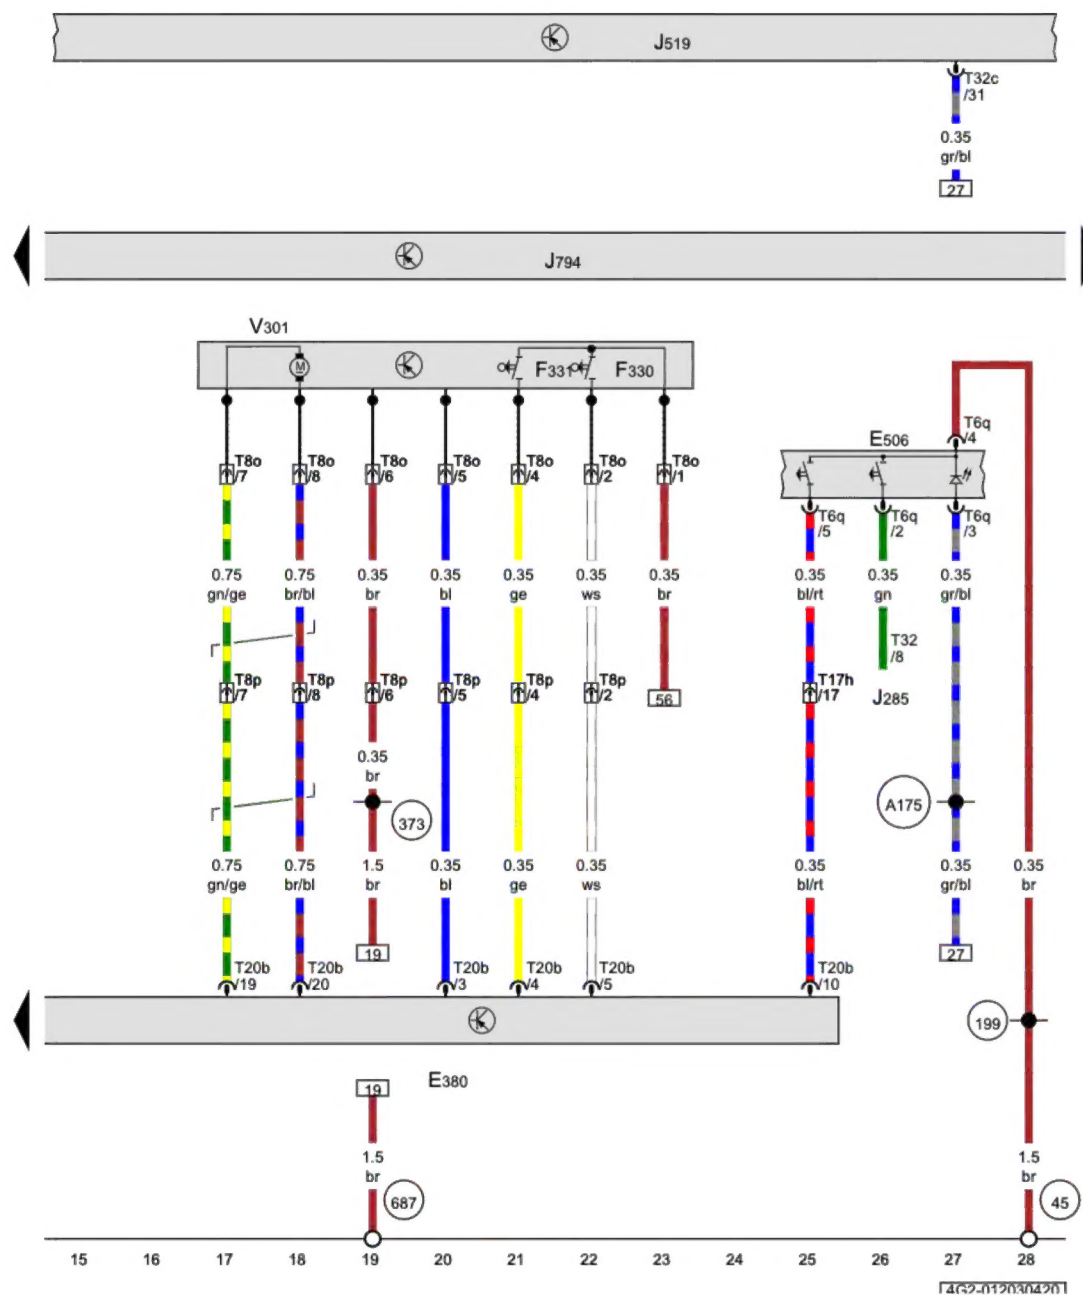 J519
T32c
/31
0.35
gr/bl
27
J794
V301
M
F331
F330
T8o
/7
T8o
/8
T8o
/6
T8o
/5
T8o
/4
T8o
/2
T8o
/1
E506
T6q
/4
T6q
/5
T6q
/2
T6q
/3
0.75
gn/ge
0.75
br/bl
0.35
br
0.35
bl
0.35
ge
0.35
ws
0.35
br
0.35
bl/rt
0.35
gn
0.35
gr/bl
T32
/8
J285
T8p
/7
T8p
/8
T8p
/6
T8p
/5
T8p
/4
T8p
/2
56
T17h
/17
0.35
br
373
A175
0.75
gn/ge
0.75
br/bl
1.5
br
0.35
bl
0.35
ge
0.35
ws
0.35
bl/rt
0.35
gr/bl
0.35
br
19
27
T20b
/19
T20b
/20
T20b
/3
T20b
/4
T20b
/5
T20b
/10
199
E380
19
1.5
br
687
1.5
br
45
15 16 17 18 19 20 21 22 23 24 25 26 27 28
4G2-012030420